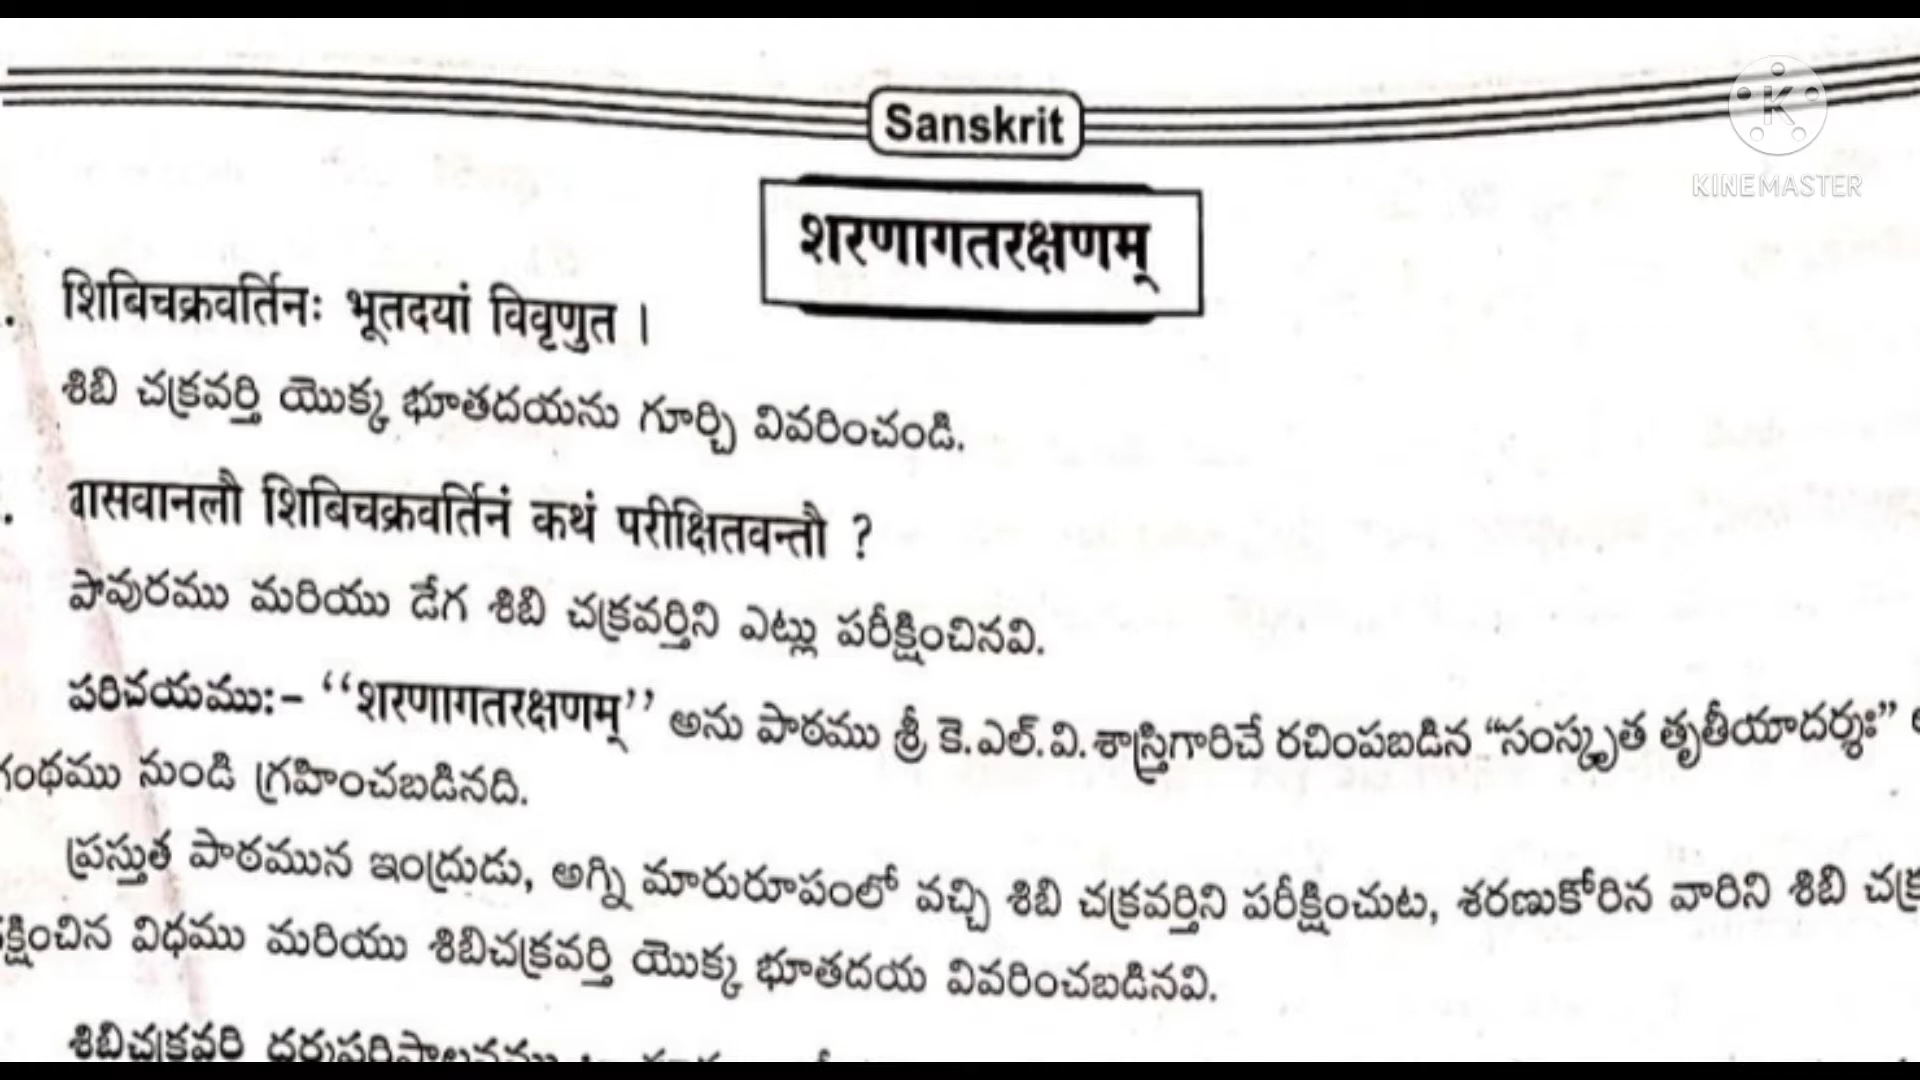 Sanskrit
KINEMASTER
शरणागतरक्षणम्
. शिबिचक्रवर्तिनः भूतदयां विवृणुत ।
శిబి చక్రవర్తి యొక్క భూతదయను గూర్చి వివరించండి.
. वासवानलौ शिबिचक्रवर्तिनं कथं परीक्षितवन्तौ ?
పావురము మరియు డేగ శిబి చక్రవర్తిని ఎట్లు పరీక్షించినవి.
పరిచయము:- “शरणागतरक्षणम्” అను పాఠము శ్రీ కె.ఎల్.వి.శాస్త్రిగారిచే రచింపబడిన “సంస్కృత తృతీయాదర్శః”
గ్రంథము నుండి గ్రహించబడినది.
ప్రస్తుత పాఠమున ఇంద్రుడు, అగ్ని మారురూపంలో వచ్చి శిబి చక్రవర్తిని పరీక్షించుట, శరణుకోరిన వారిని శిబి
విధము మరియు శిబిచక్రవర్తి యొక్క భూతదయ వివరించబడినవి.